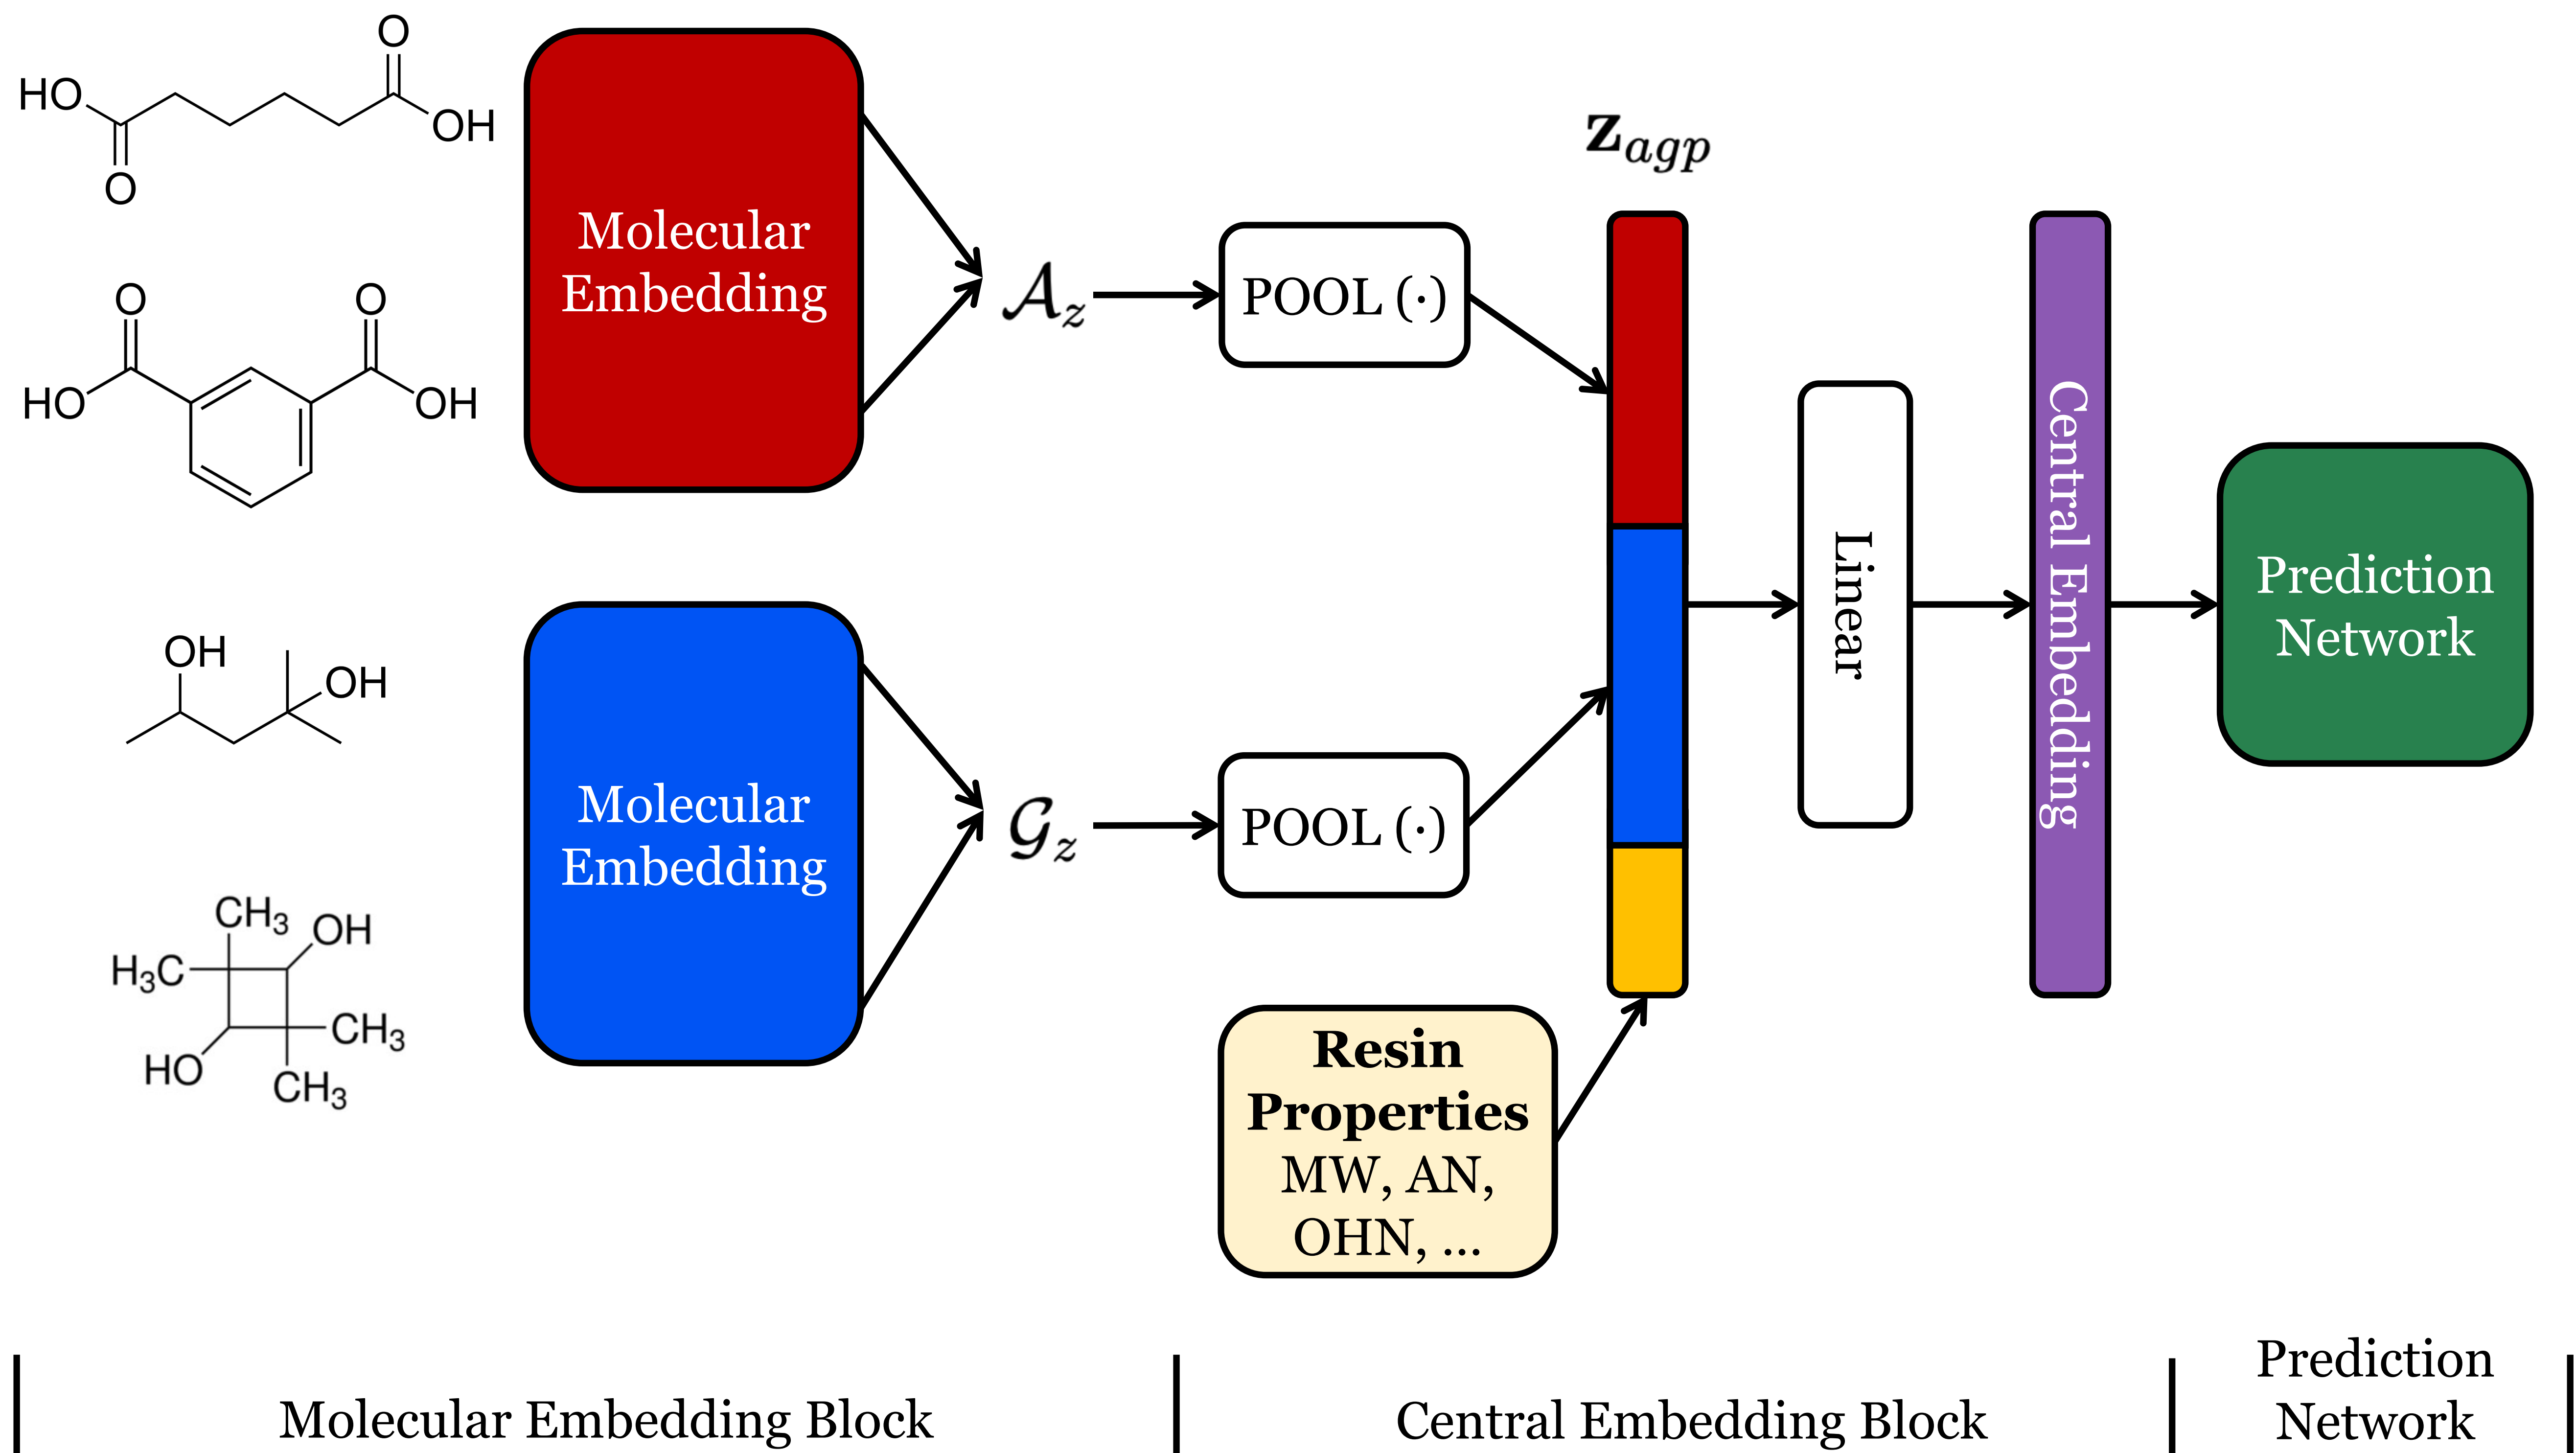 O
HO
OH
O
O
O
HO
OH
Molecular
Embedding
𝒜z
POOL (·)
zagp
OH
OH
CH3
OH
H3C
CH3
HO
CH3
Molecular
Embedding
𝒢z
POOL (·)
Resin
Properties
MW, AN,
OHN, ...
Linear
Central Embedding
Prediction
Network
Molecular Embedding Block
Central Embedding Block
Prediction
Network